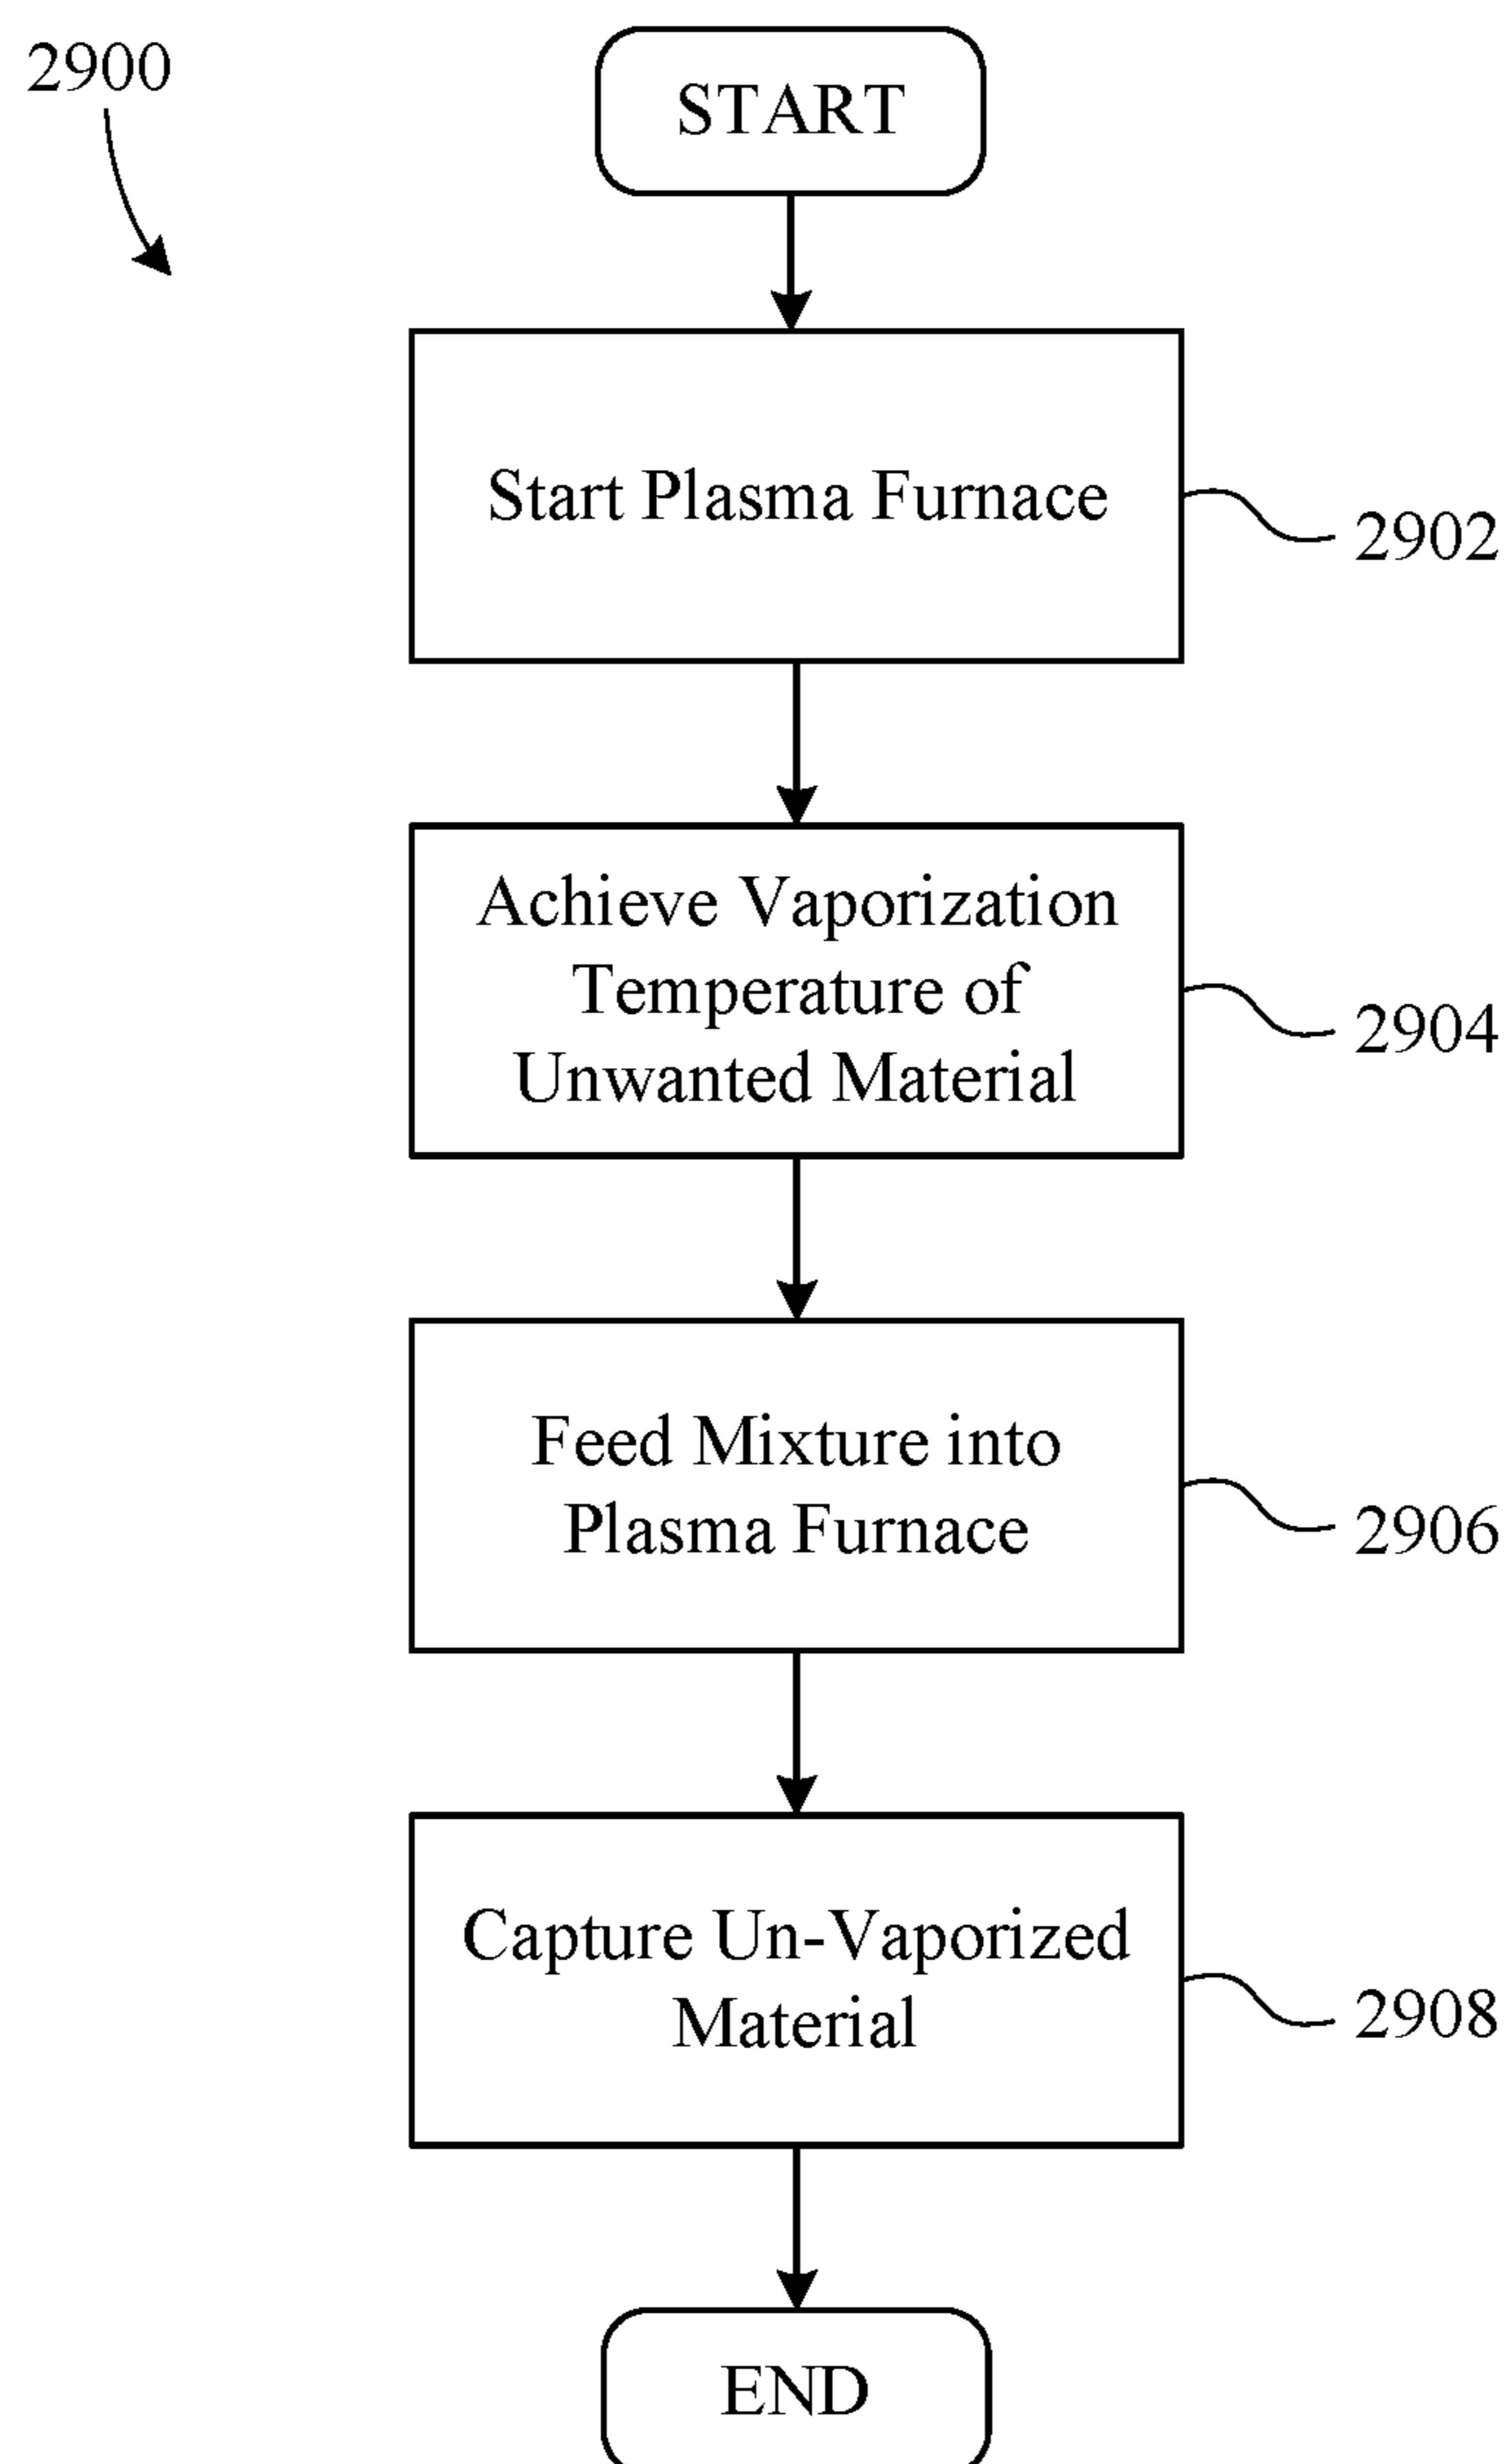 2900
START
Start Plasma Furnace
2902
Achieve Vaporization
Temperature of
Unwanted Material
2904
Feed Mixture into
Plasma Furnace
2906
Capture Un-Vaporized
Material
2908
END